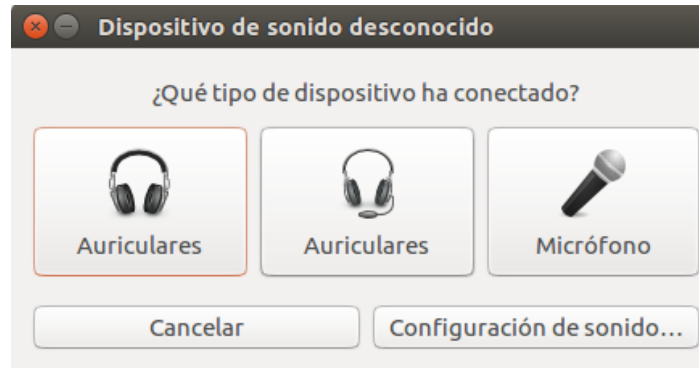 Dispositivo de sonido desconocido
¿Qué tipo de dispositivo ha conectado?
Auriculares
Auriculares
Micrófono
Cancelar
Configuración de sonido…